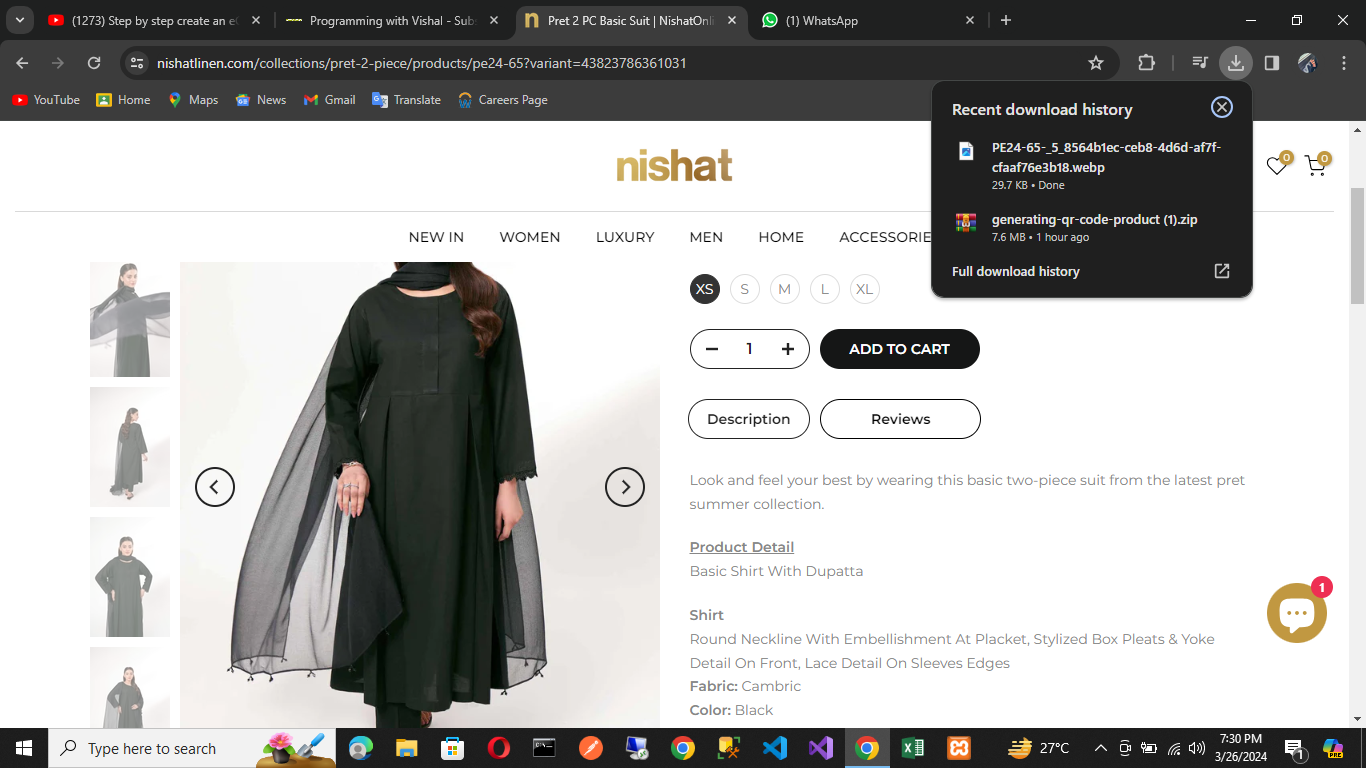 (1273) Step by step create an e
Programming with Vishal - Subs
Pret 2 PC Basic Suit | NishatOnli
(1) WhatsApp
nishatlinen.com/collections/pret-2-piece/products/pe24-65?variant=43823786361031
YouTube
Home
Maps
News
Gmail
Translate
Careers Page
Recent download history
PE24-65-_5_8564b1ec-ceb8-4d6d-af7f-
cfaaf76e3b18.webp
29.7 KB • Done
generating-qr-code-product (1).zip
7.6 MB • 1 hour ago
Full download history
nishat
0
0
NEW IN
WOMEN
LUXURY
MEN
HOME
ACCESSORIE
XS
S
M
L
XL
1
ADD TO CART
Description
Reviews
Look and feel your best by wearing this basic two-piece suit from the latest pret
summer collection.
Product Detail
Basic Shirt With Dupatta
Shirt
Round Neckline With Embellishment At Placket, Stylized Box Pleats & Yoke
Detail On Front, Lace Detail On Sleeves Edges
Fabric: Cambric
Color: Black
1
Type here to search
27°C
7:30 PM
3/26/2024
1
PRE